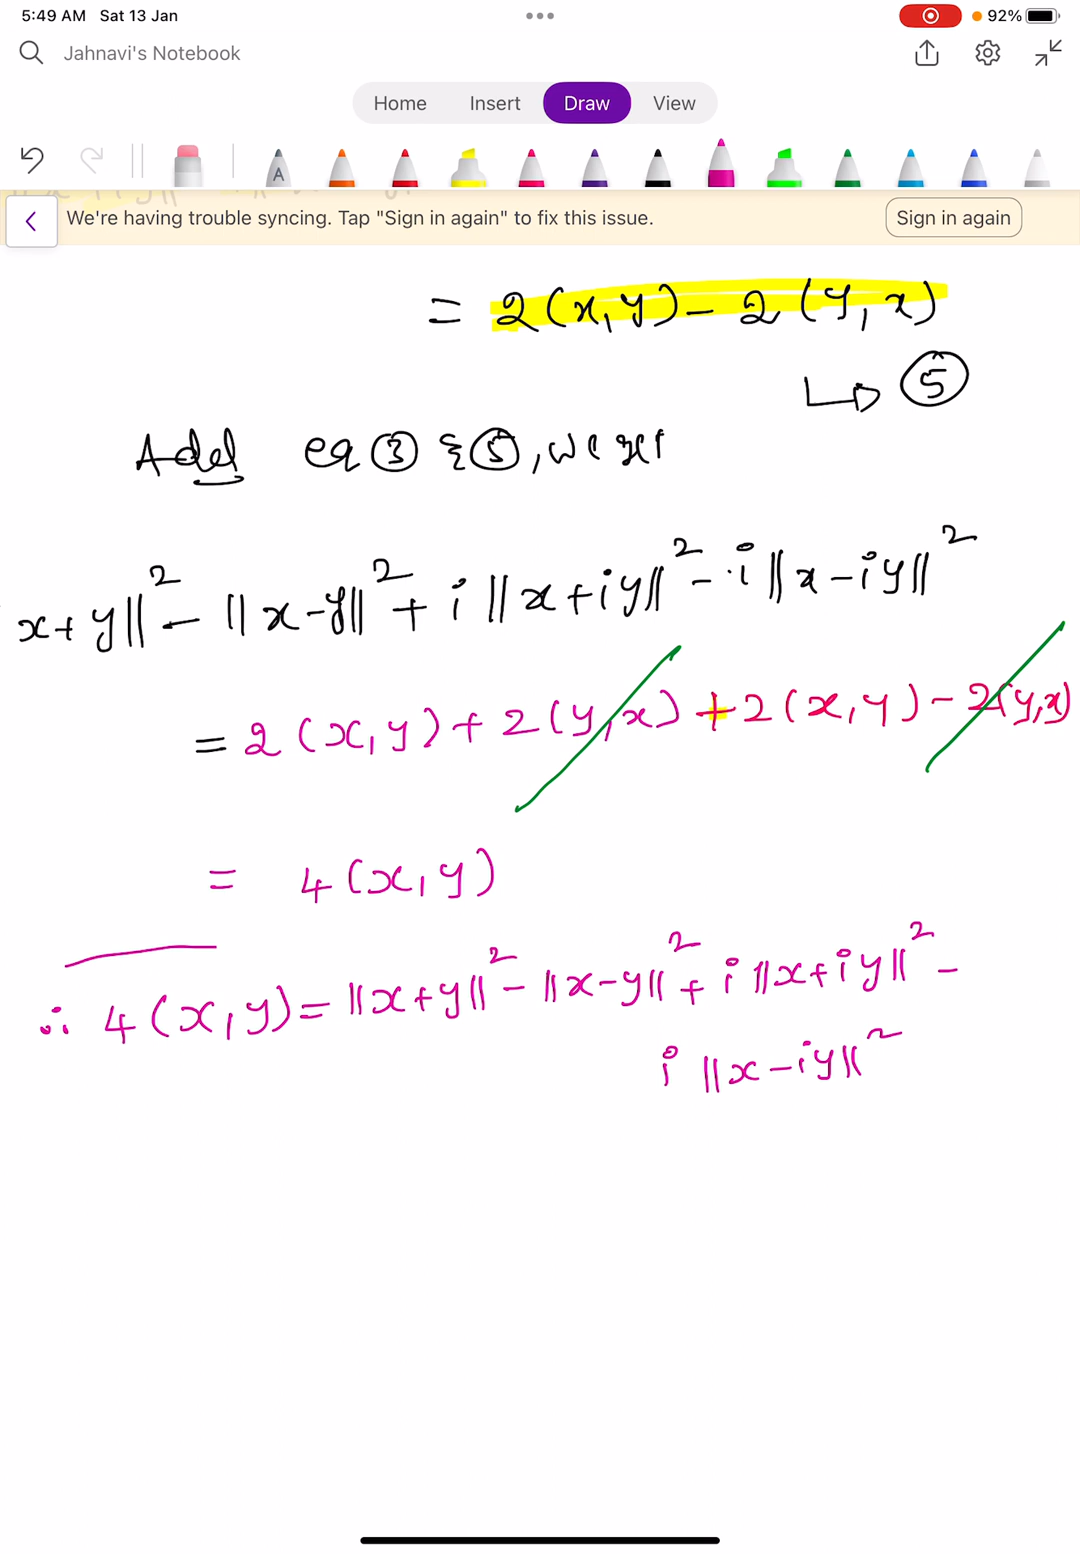 5:49 AM Sat 13 Jan 92%
Jahnavi's Notebook
Home Insert Draw View
A
We're having trouble syncing. Tap "Sign in again" to fix this issue. Sign in again
= 2(x,y) - 2(y,x)
↳ ⑤
Add eq ③ & ⑤, we get
x+y||² - ||x-y||² + i||x+iy||² - i||x-iy||²
= 2(x,y) + 2(y,x) + 2(x,y) - 2(y,x)
= 4(x,y)
∴ 4(x,y) = ||x+y||² - ||x-y||² + i||x+iy||² -
i||x-iy||²